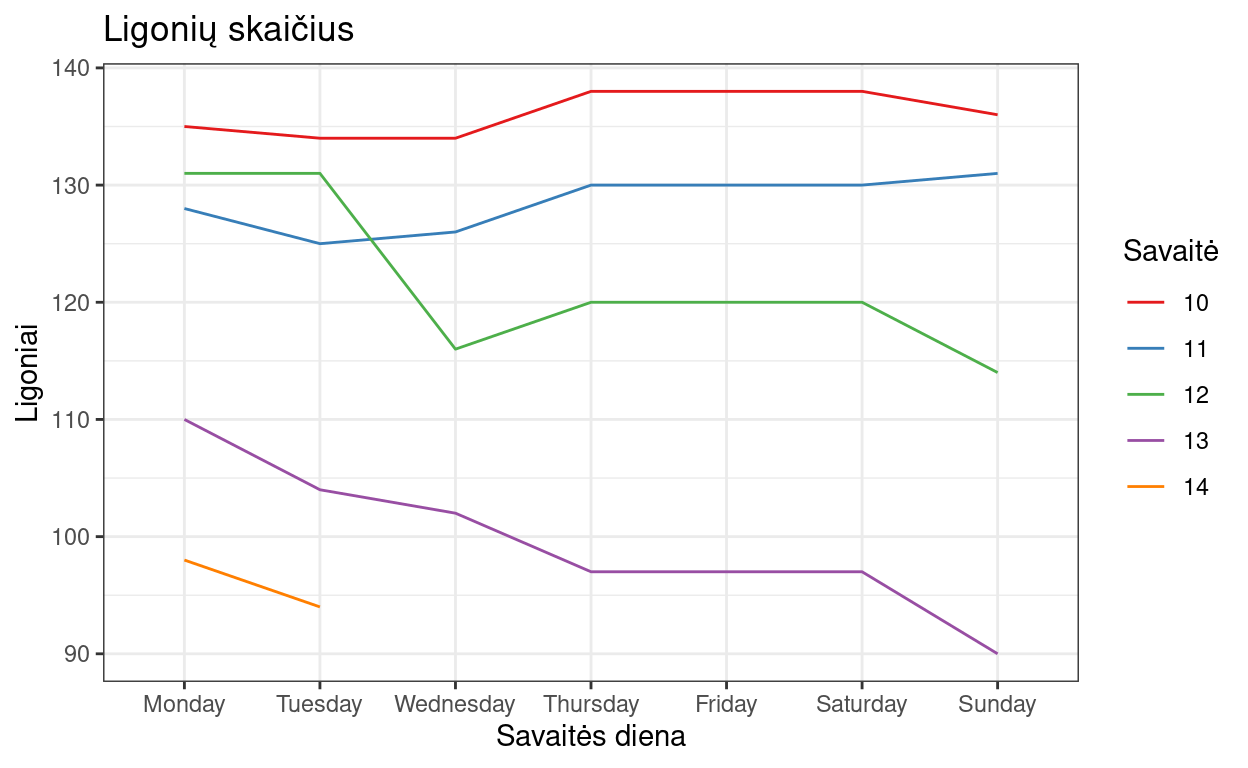 Ligonių skaičius
140
130
120
110
100
90
Ligoniai
Monday Tuesday Wednesday Thursday Friday Saturday Sunday
Savaitės diena
Savaitė
10
11
12
13
14